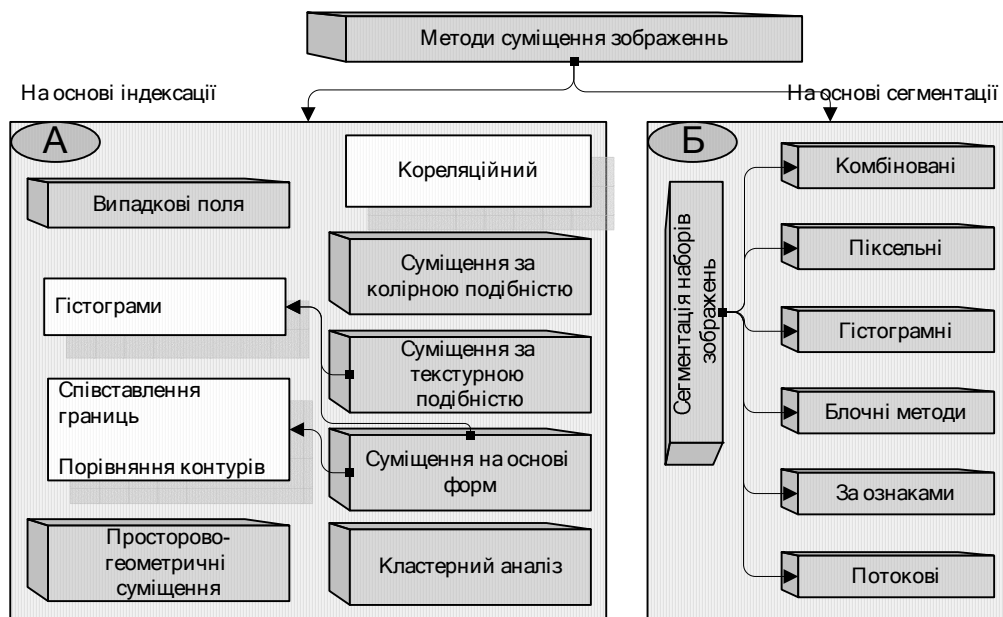 Методи суміщення зображеннь
На основі індексації
На основі сегментації
А
Кореляційний
Випадкові поля
Суміщення за
колірною подібністю
Гістограми
Суміщення за
текстурною
подібністю
Співставлення
границь
Порівняння контурів
Суміщення на основі
форм
Просторово-
геометричні
суміщення
Кластерний аналіз
Б
Сегментація наборів
зображень
Комбіновані
Піксельні
Гістограмні
Блочні методи
За ознаками
Потокові